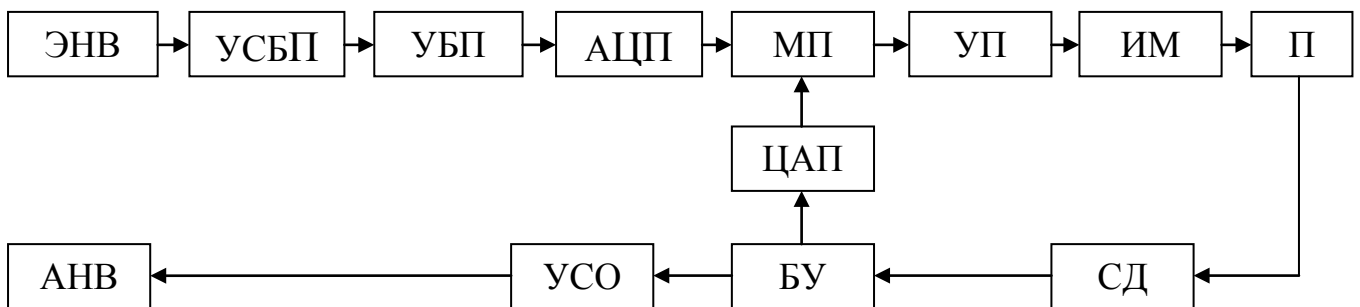 ЭНВ УСБП УБП АЦП МП УП ИМ П
ЦАП
АНВ УСО БУ СД